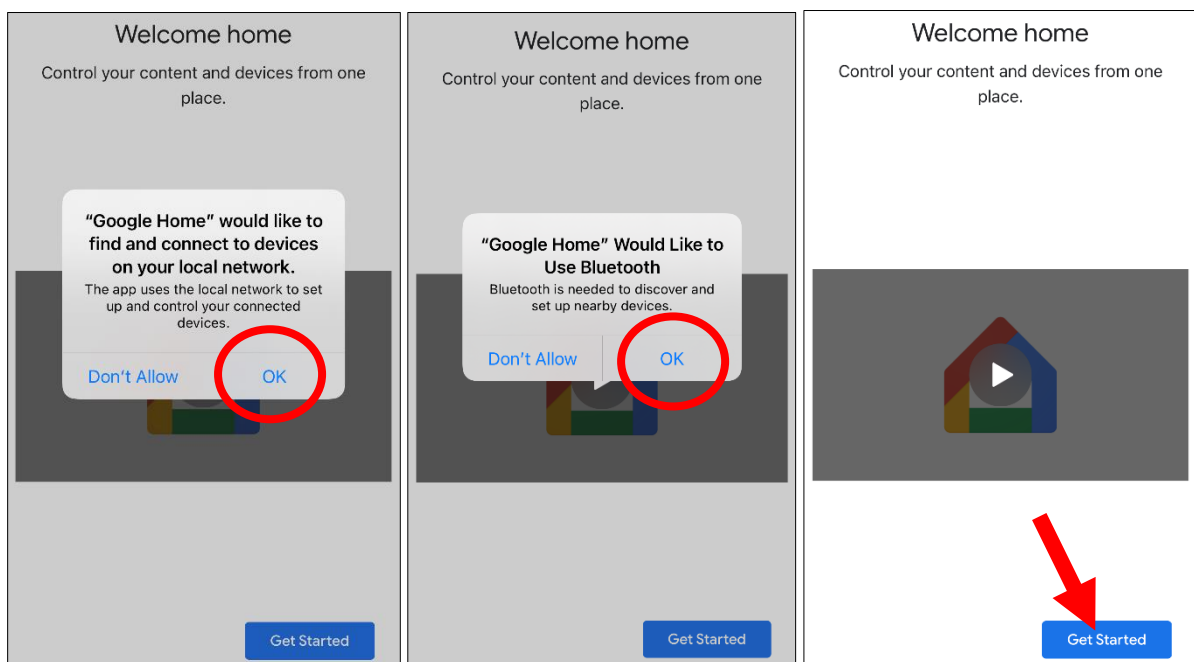 Welcome home
Control your content and devices from one
place.
“Google Home” would like to
find and connect to devices
on your local network.
The app uses the local network to set
up and control your connected
devices.
Don’t Allow
OK
Get Started
Welcome home
Control your content and devices from one
place.
“Google Home” Would Like to
Use Bluetooth
Bluetooth is needed to discover and
set up nearby devices.
Don’t Allow
OK
Get Started
Welcome home
Control your content and devices from one
place.
Get Started